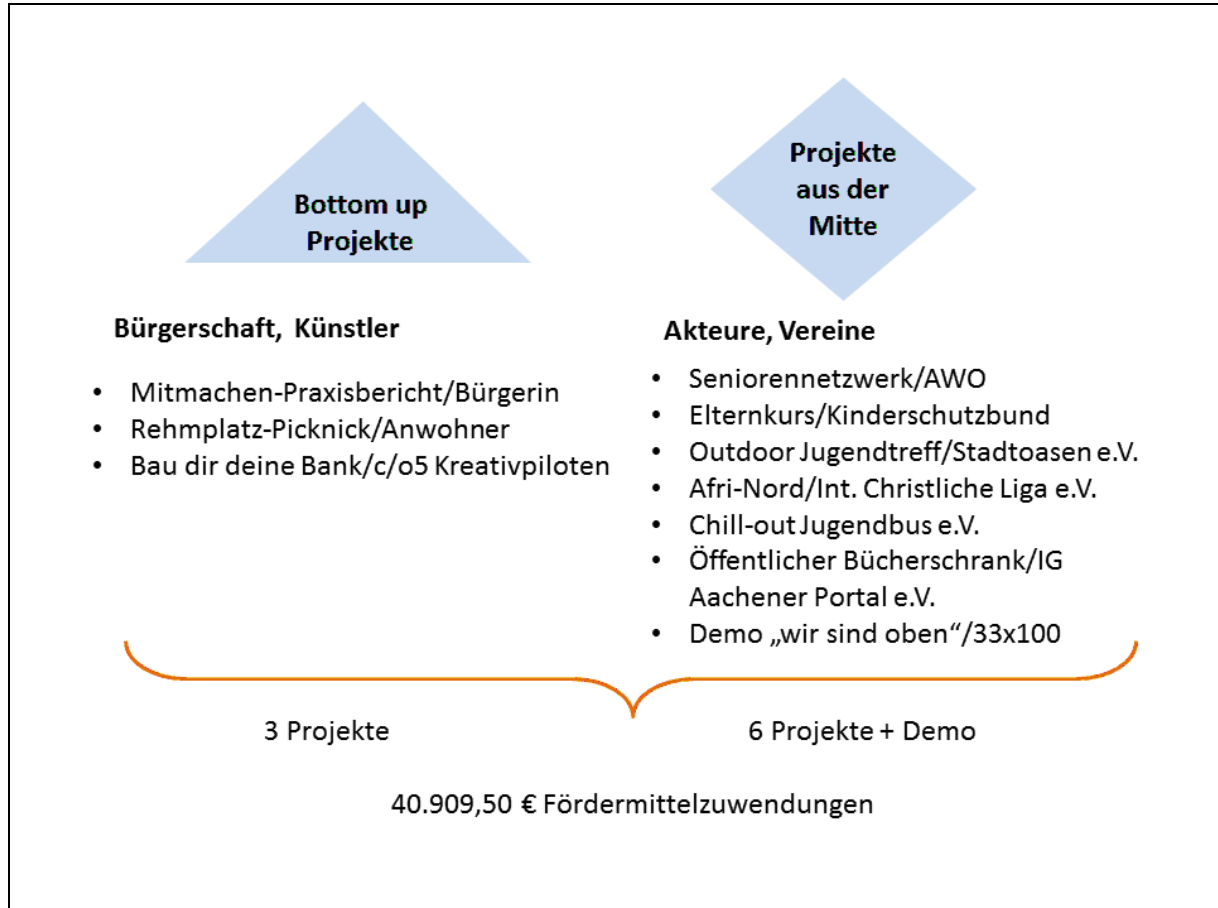 Bottom up
Projekte
Bürgerschaft, Künstler
• Mitmachen-Praxisbericht/Bürgerin
• Rehmplatz-Picknick/Anwohner
• Bau dir deine Bank/c/o5 Kreativpiloten
Projekte
aus der
Mitte
Akteure, Vereine
• Seniorennetzwerk/AWO
• Elternkurs/Kinderschutzbund
• Outdoor Jugendtreff/Stadtoasen e.V.
• Afri-Nord/Int. Christliche Liga e.V.
• Chill-out Jugendbus e.V.
• Öffentlicher Bücherschrank/IG
Aachener Portal e.V.
• Demo „wir sind oben“/33x100
3 Projekte
6 Projekte + Demo
40.909,50 € Fördermittelzuwendungen